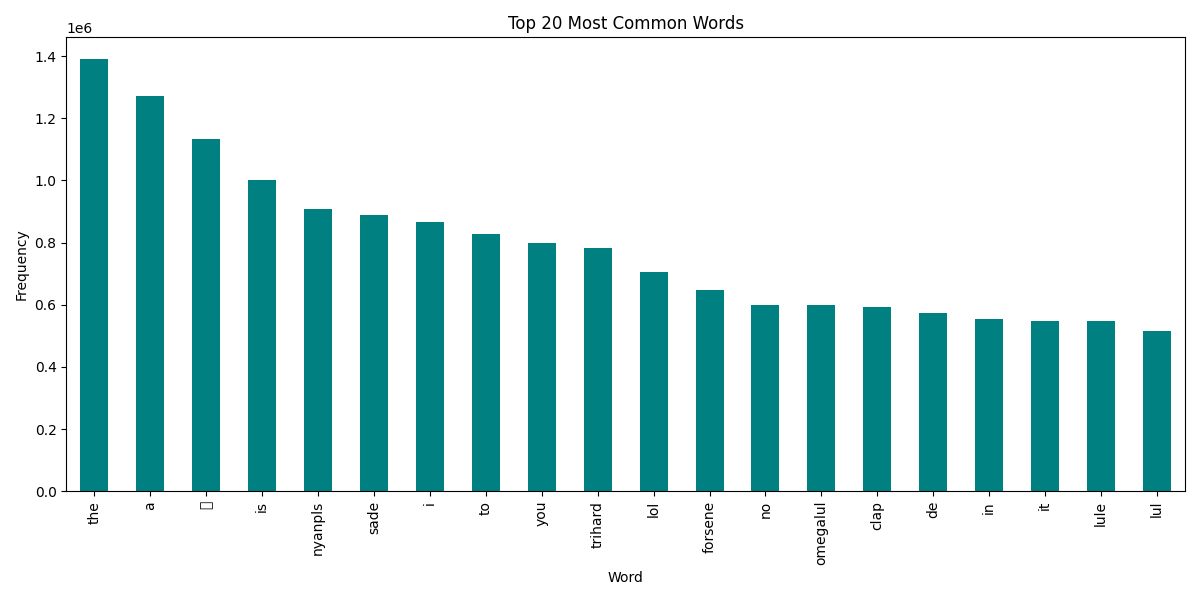 Top 20 Most Common Words
1e6
1.4
1.2
1.0
0.8
0.6
0.4
0.2
0.0
Frequency
the
a
is
nyanpls
sade
i
to
you
trihard
lol
forsene
no
omegalul
clap
de
in
it
lule
lul
Word